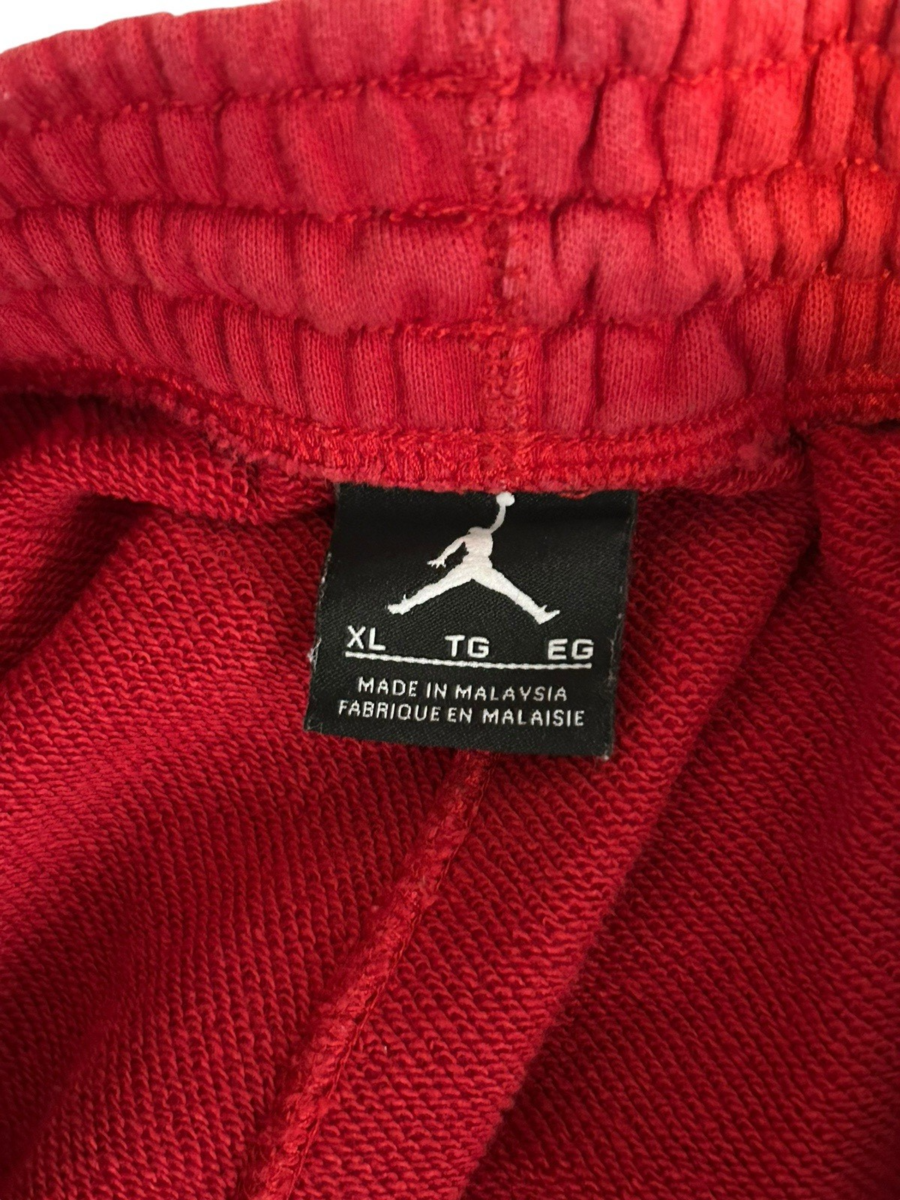 XL TG EG
MADE IN MALAYSIA
FABRIQUE EN MALAISIE